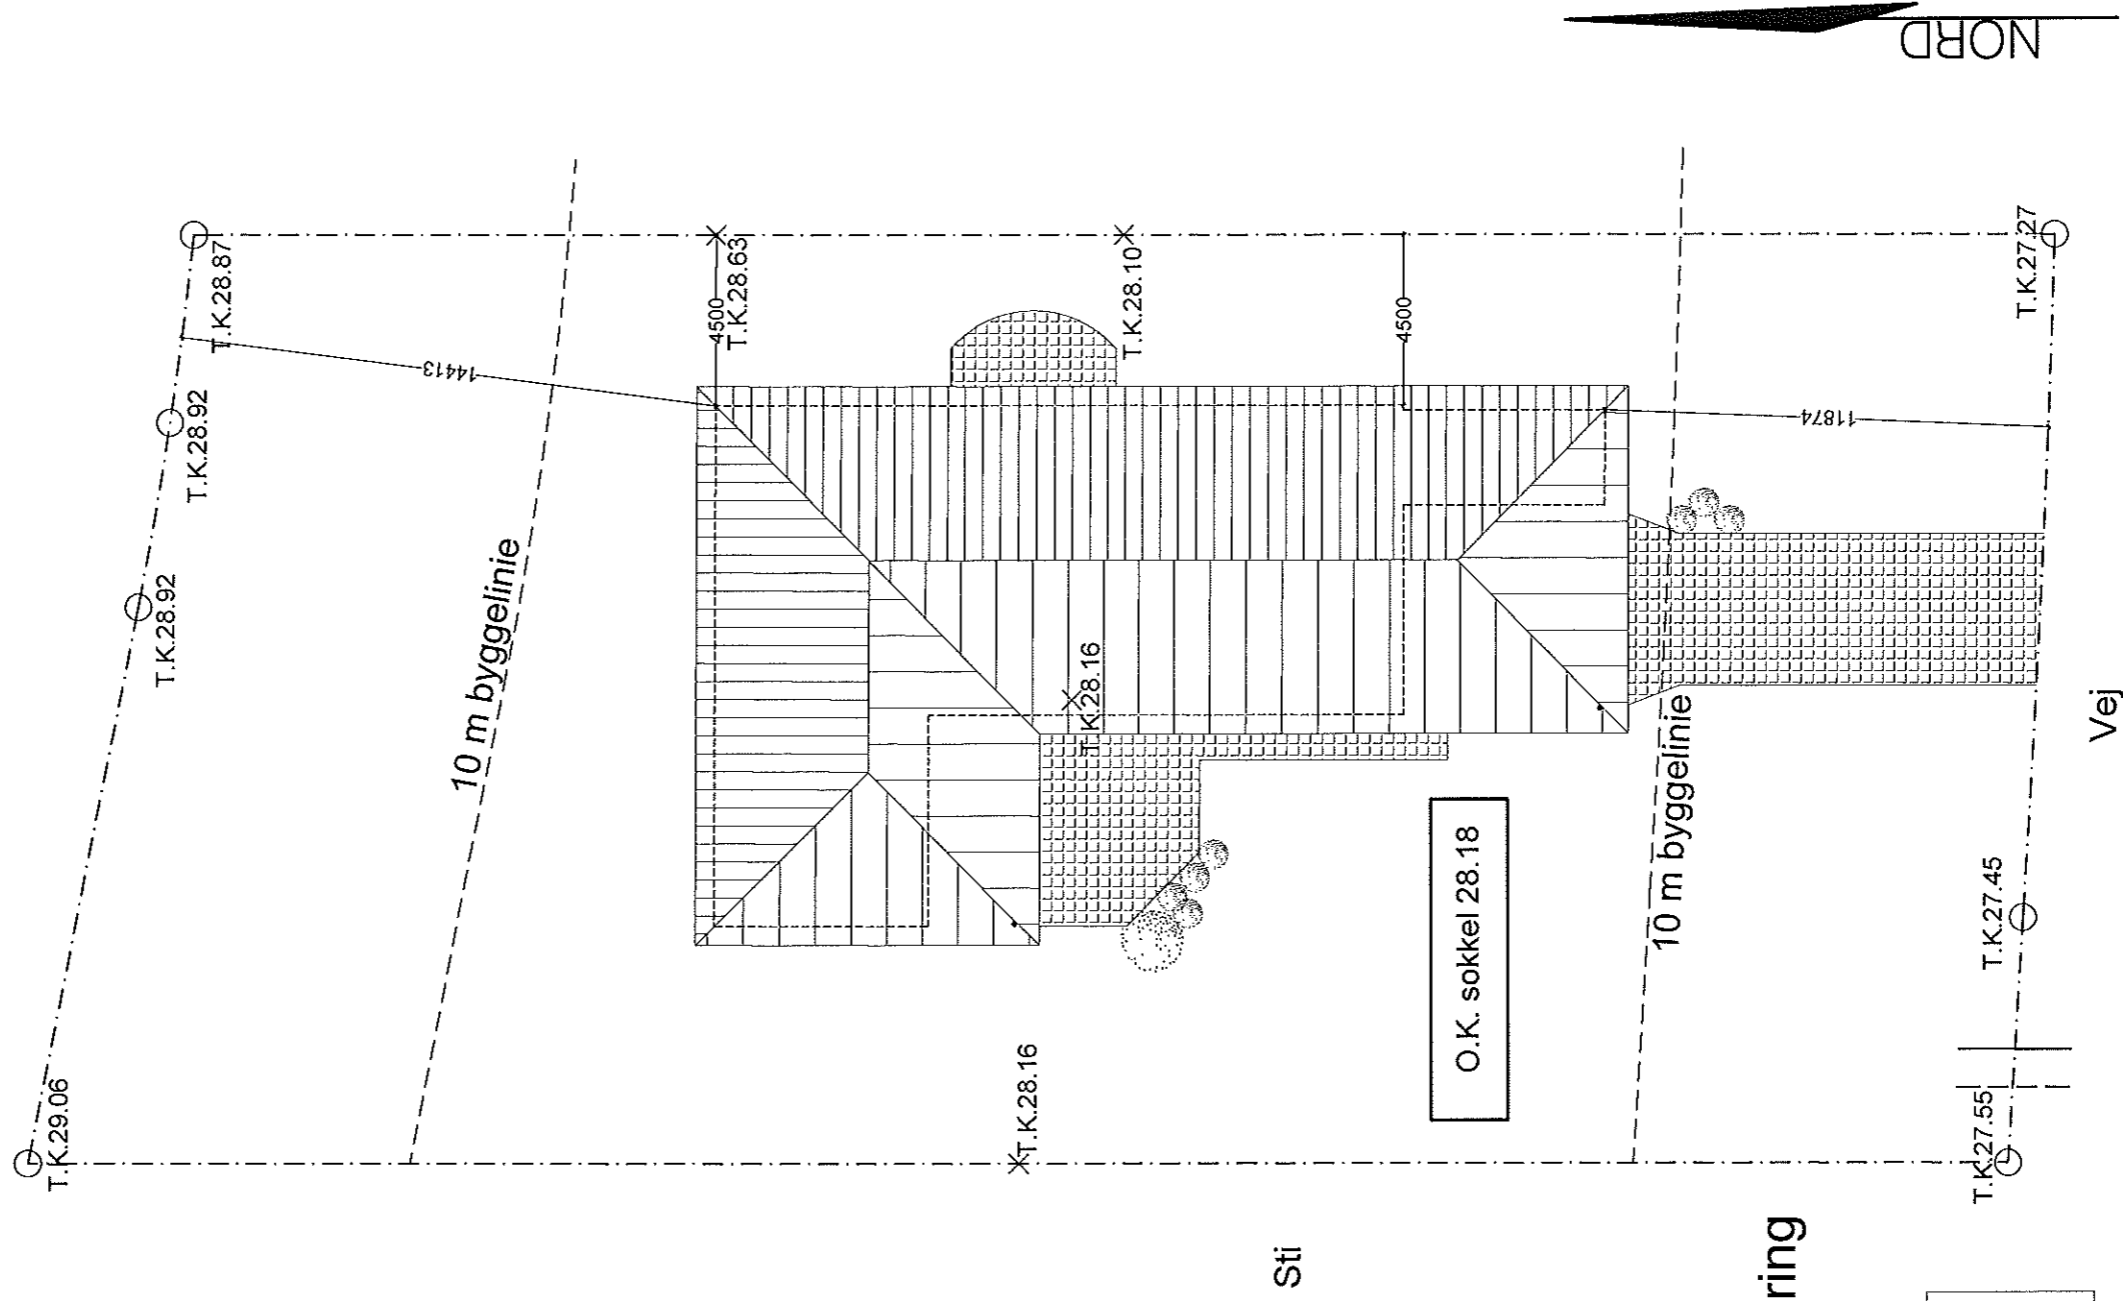 NORD
T.K.28.87
14413
4500
T.K.28.63
T.K.28.10
4500
T.K.27.27
11874
T.K.28.92
T.K.28.92
10 m byggelinie
T.K.28.16
10 m byggelinie
Vej
O.K. sokkel 28.18
T.K.27.45
T.K.29.06
T.K.28.16
T.K.27.55
Sti
ring